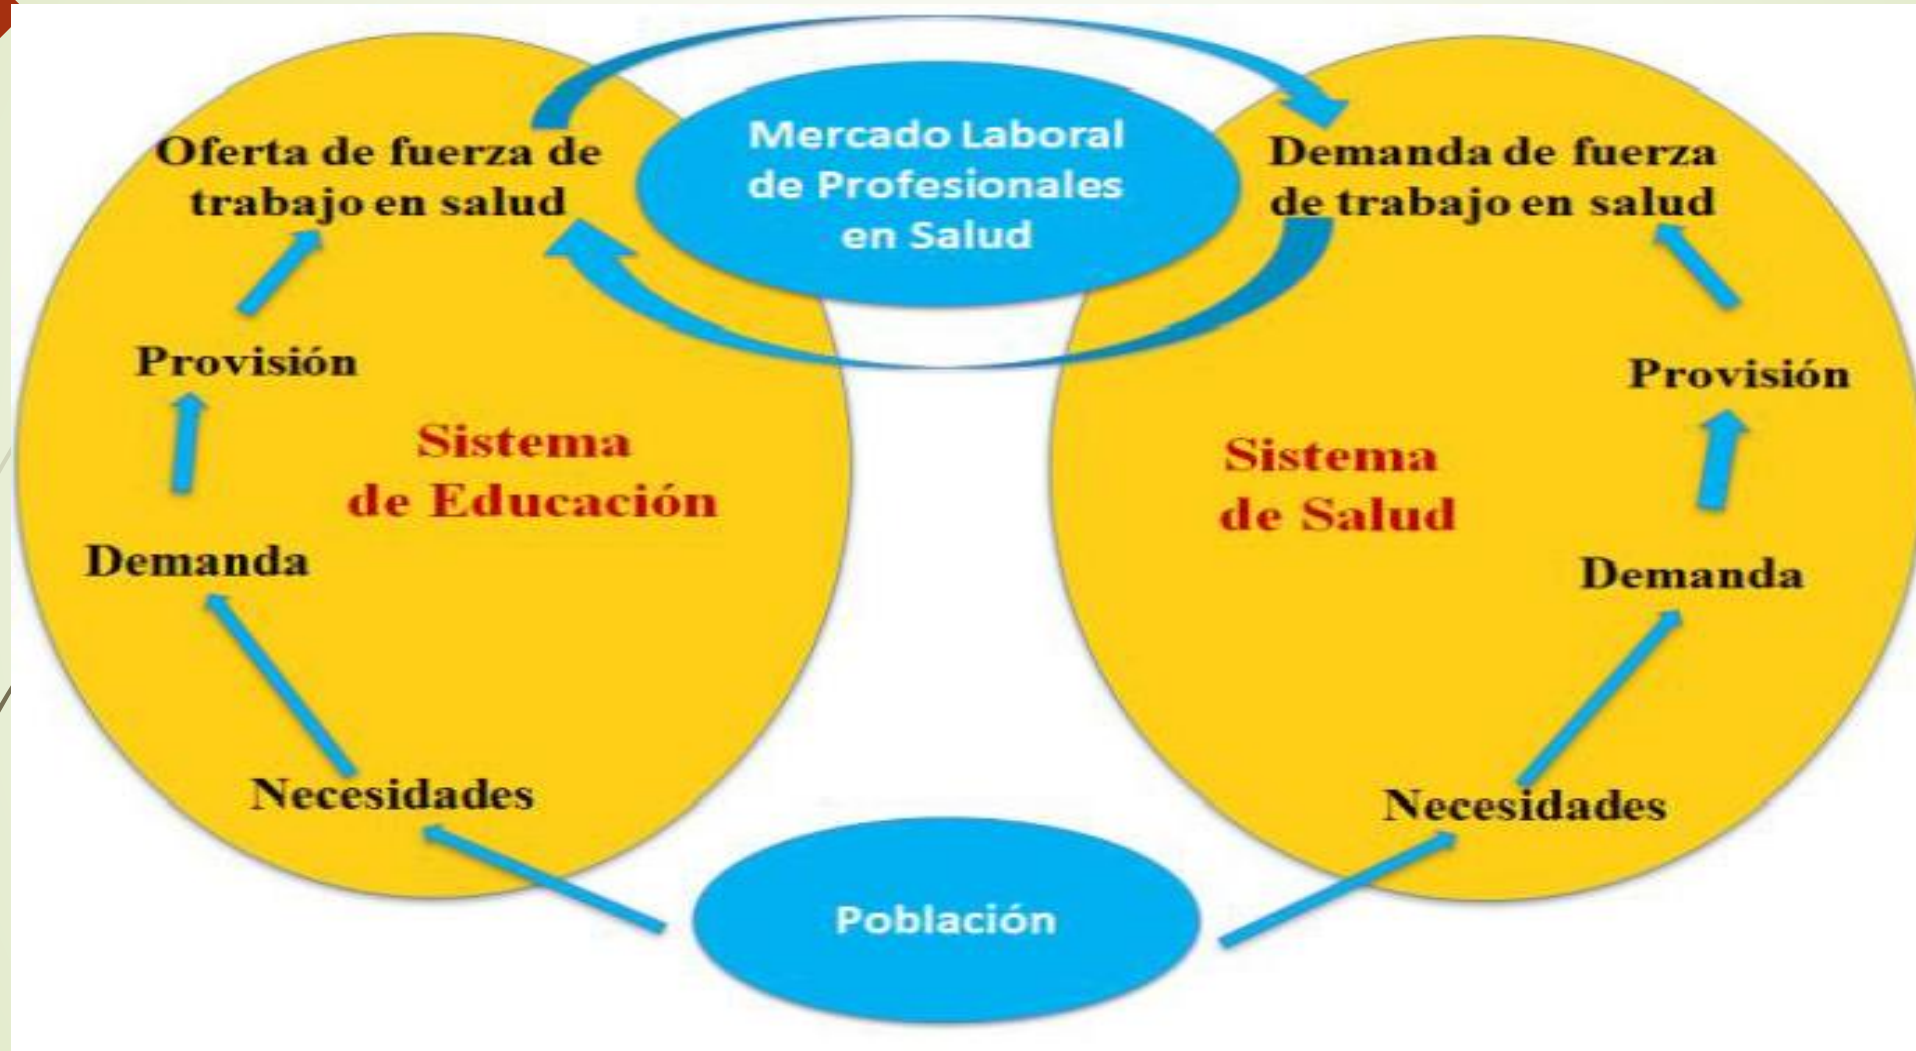 Oferta de fuerza de
trabajo en salud
Provisión
Sistema
de Educación
Demanda
Necesidades
Mercado Laboral
de Profesionales
en Salud
Demanda de fuerza
de trabajo en salud
Provisión
Sistema
de Salud
Demanda
Necesidades
Población